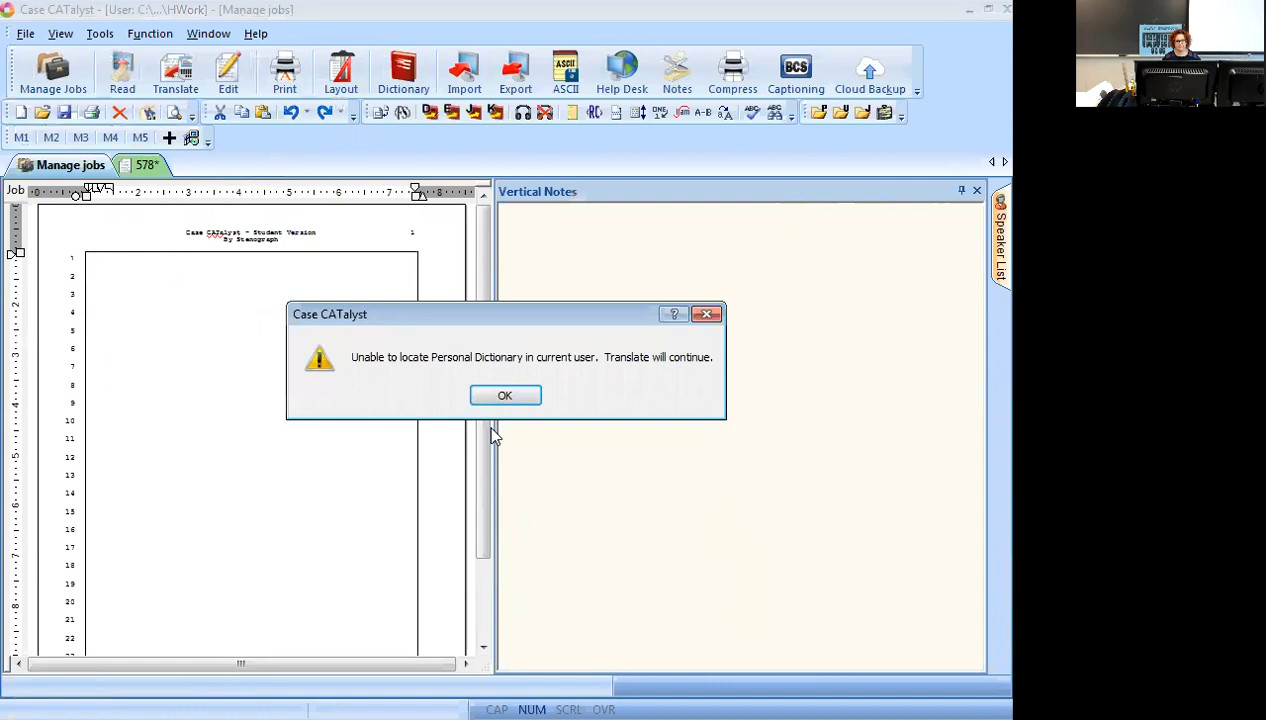 Case CATalyst - [User: C:\...\HWork] - [Manage jobs]
File View Tools Function Window Help
Manage Jobs Read Translate Edit Print Layout Dictionary Import Export ASCII Help Desk Notes Compress Captioning Cloud Backup
M1 M2 M3 M4 M5
Manage jobs 578*
Job
Vertical Notes
Case CATalyst - Student Version 1
By Stenograph
1
2
3
4
5
6
7
8
9
10
11
12
13
14
15
16
17
18
19
20
21
22
Case CATalyst
Unable to locate Personal Dictionary in current user. Translate will continue.
OK
Speaker List
CAP NUM SCRL OVR